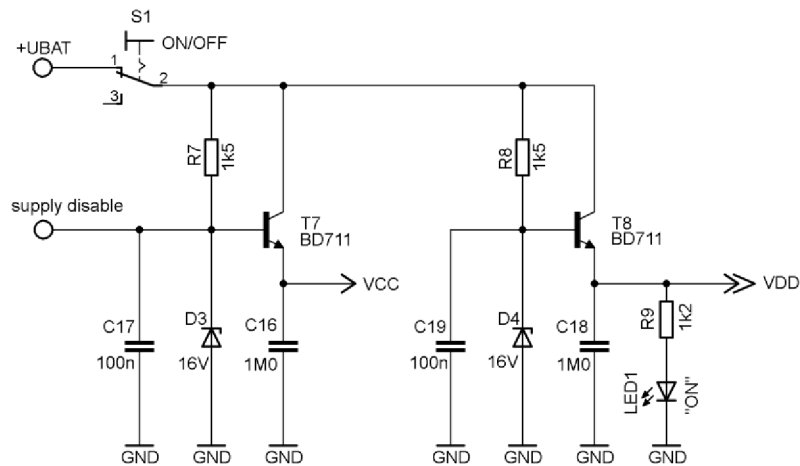 S1
ON/OFF
+UBAT
1
2
3
R7
1k5
R8
1k5
supply disable
T7
BD711
T8
BD711
VCC
VDD
C17
100n
D3
16V
C16
1M0
C19
100n
D4
16V
C18
1M0
R9
1k2
LED1
"ON"
GND
GND
GND
GND
GND
GND
GND